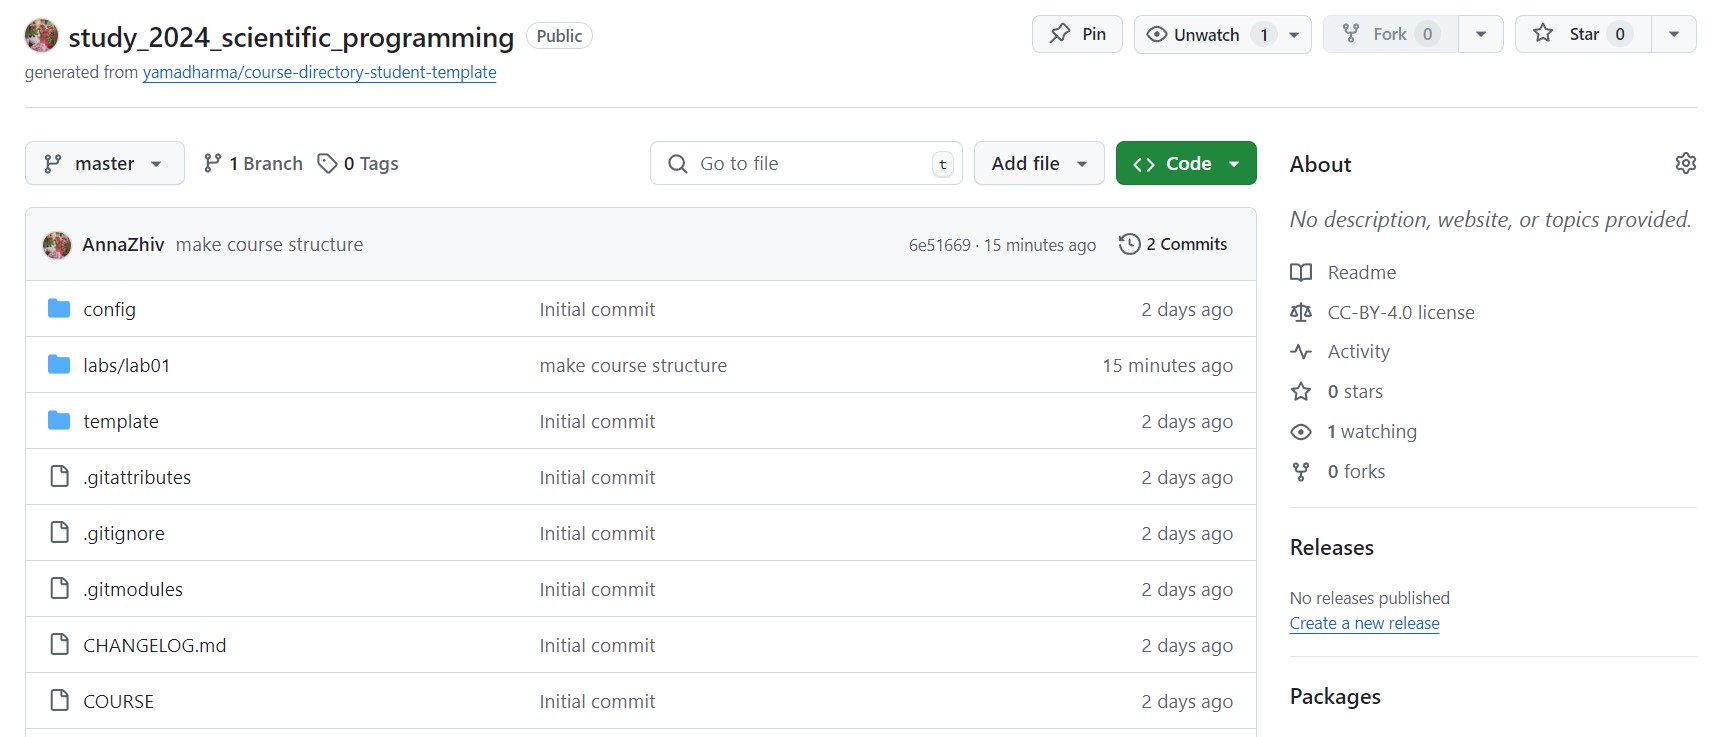 study_2024_scientific_programming Public Pin Unwatch 1 Fork 0 Star 0
generated from yamadharma/course-directory-student-template
master 1 Branch 0 Tags Go to file t Add file Code
AnnaZhiv make course structure 6e51669 · 15 minutes ago 2 Commits
config Initial commit 2 days ago
labs/lab01 make course structure 15 minutes ago
template Initial commit 2 days ago
.gitattributes Initial commit 2 days ago
.gitignore Initial commit 2 days ago
.gitmodules Initial commit 2 days ago
CHANGELOG.md Initial commit 2 days ago
COURSE Initial commit 2 days ago
About
No description, website, or topics provided.
Readme
CC-BY-4.0 license
Activity
0 stars
1 watching
0 forks
Releases
No releases published
Create a new release
Packages